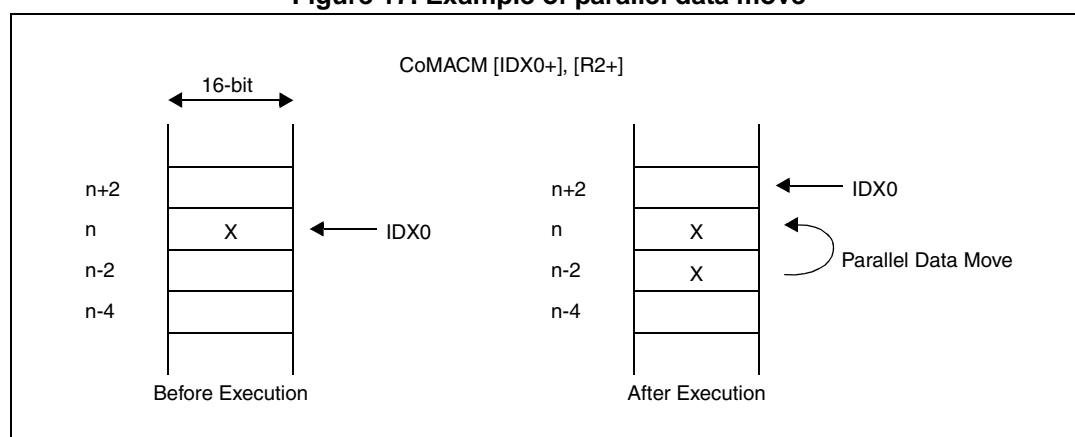 Figure 17. Example of parallel data move
CoMACM [IDX0+], [R2+]
16-bit
n+2
n
X
IDX0
n-2
n-4
Before Execution
n+2
IDX0
n
X
n-2
X
Parallel Data Move
n-4
After Execution